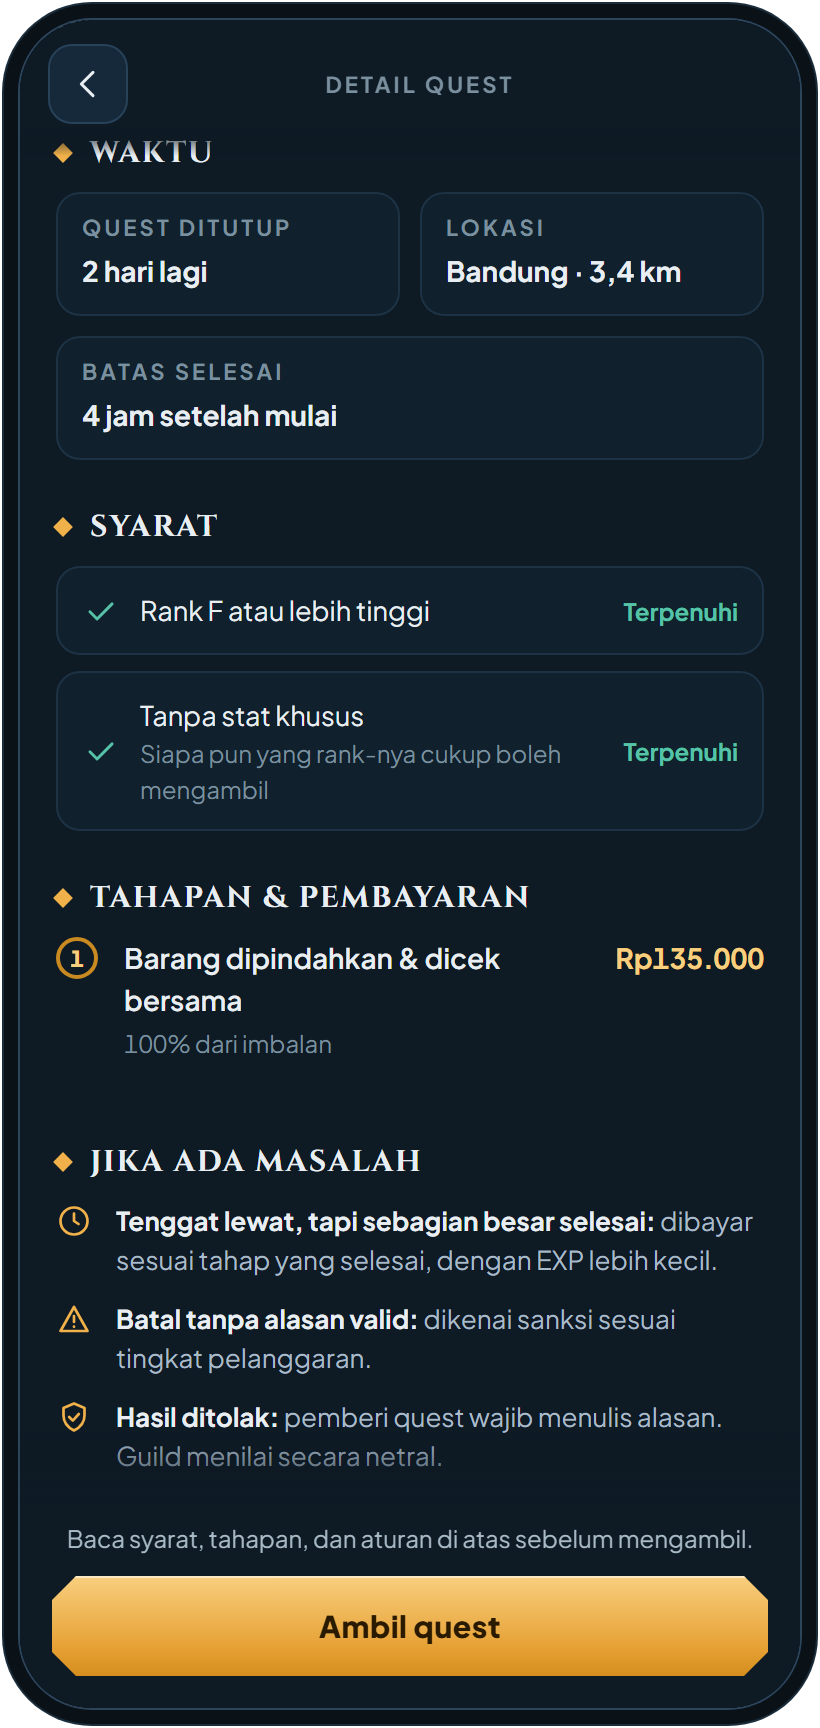 DETAIL QUEST
WAKTU
QUEST DITUTUP
2 hari lagi
LOKASI
Bandung · 3,4 km
BATAS SELESAI
4 jam setelah mulai
SYARAT
Rank F atau lebih tinggi
Terpenuhi
Tanpa stat khusus
Siapa pun yang rank-nya cukup boleh
mengambil
Terpenuhi
TAHAPAN & PEMBAYARAN
1
Barang dipindahkan & dicek
bersama
Rp135.000
100% dari imbalan
JIKA ADA MASALAH
Tenggat lewat, tapi sebagian besar selesai: dibayar
sesuai tahap yang selesai, dengan EXP lebih kecil.
Batal tanpa alasan valid: dikenai sanksi sesuai
tingkat pelanggaran.
Hasil ditolak: pemberi quest wajib menulis alasan.
Guild menilai secara netral.
Baca syarat, tahapan, dan aturan di atas sebelum mengambil.
Ambil quest